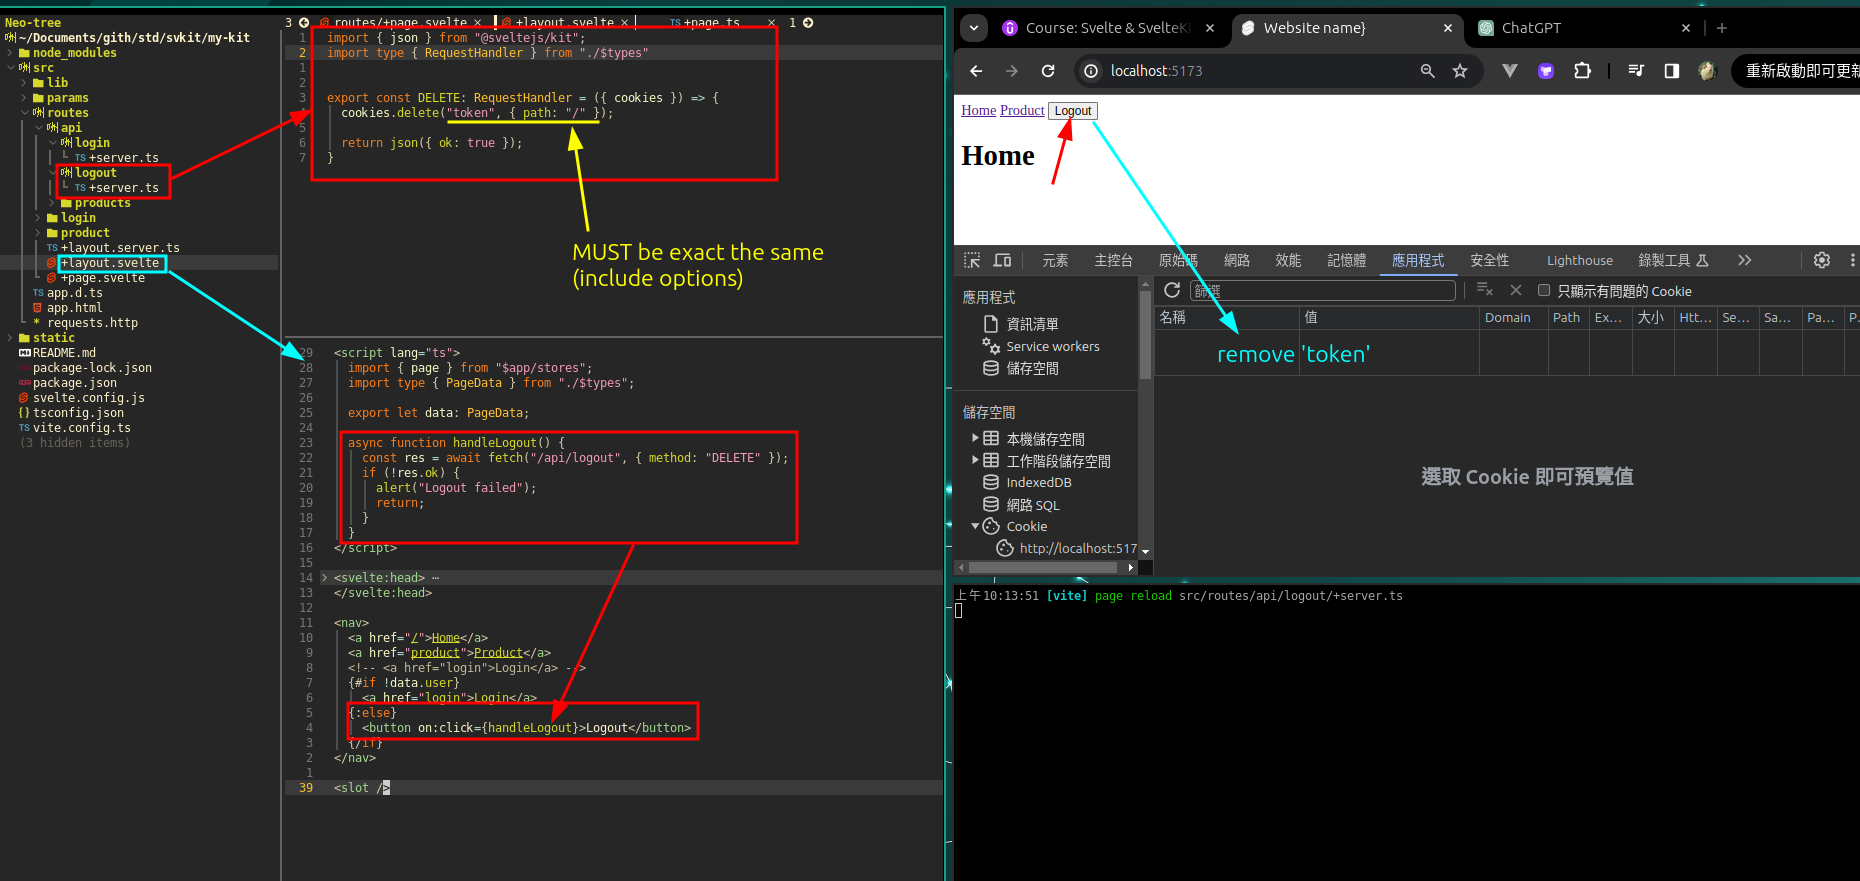 Neo-tree
~/Documents/gith/std/svkit/my-kit
node_modules
src
lib
params
routes
api
login
TS +server.ts
logout
TS +server.ts
products
login
product
TS +layout.server.ts
+layout.svelte
+page.svelte
TS app.d.ts
app.html
* requests.http
static
README.md
package-lock.json
package.json
svelte.config.js
{} tsconfig.json
TS vite.config.ts
(3 hidden items)
3 routes/+page.svelte × +layout.svelte × TS +page.ts × 1
1 import { json } from "@sveltejs/kit";
2 import type { RequestHandler } from "./$types"
1
2
3 export const DELETE: RequestHandler = ({ cookies }) => {
4 cookies.delete("token", { path: "/" });
5
6 return json({ ok: true });
7 }
MUST be exact the same
(include options)
29 <script lang="ts">
28 import { page } from "$app/stores";
27 import type { PageData } from "./$types";
26
25 export let data: PageData;
24
23 async function handleLogout() {
22 const res = await fetch("/api/logout", { method: "DELETE" });
21 if (!res.ok) {
20 alert("Logout failed");
19 return;
18 }
17 }
16 </script>
15
14 > <svelte:head> ⋯
13 </svelte:head>
12
11 <nav>
10 <a href="/">Home</a>
9 <a href="product">Product</a>
8 <!-- <a href="login">Login</a> -->
7 {#if !data.user}
6 <a href="login">Login</a>
5 {:else}
4 <button on:click={handleLogout}>Logout</button>
3 {/if}
2 </nav>
1
39 <slot />
Course: Svelte & SvelteKi ×
Website name} ×
ChatGPT × +
localhost:5173
重新啟動即可更新
Home Product Logout
Home
元素 主控台 原始碼 網路 效能 記憶體 應用程式 安全性 Lighthouse 錄製工具 »
應用程式
資訊清單
Service workers
儲存空間
儲存空間
本機儲存空間
工作階段儲存空間
IndexedDB
網路 SQL
Cookie
http://localhost:517
篩選
只顯示有問題的 Cookie
名稱 值 Domain Path Ex... 大小 Htt... Se... Sa... Pa... P.
remove 'token'
選取 Cookie 即可預覽值
上午10:13:51 [vite] page reload src/routes/api/logout/+server.ts